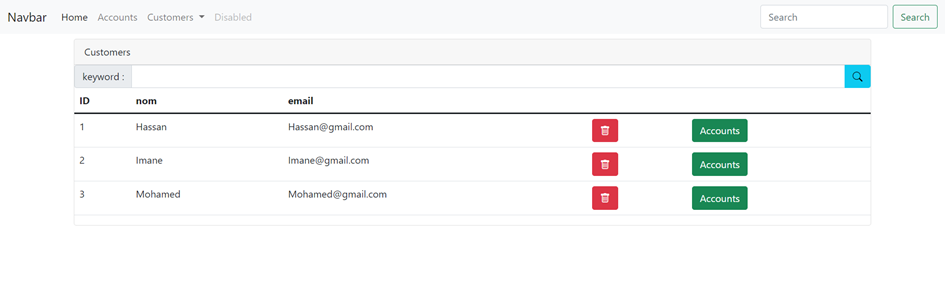 Navbar Home Accounts Customers Disabled Search Search
Customers
keyword :
ID nom email
1 Hassan Hassan@gmail.com Accounts
2 Imane Imane@gmail.com Accounts
3 Mohamed Mohamed@gmail.com Accounts